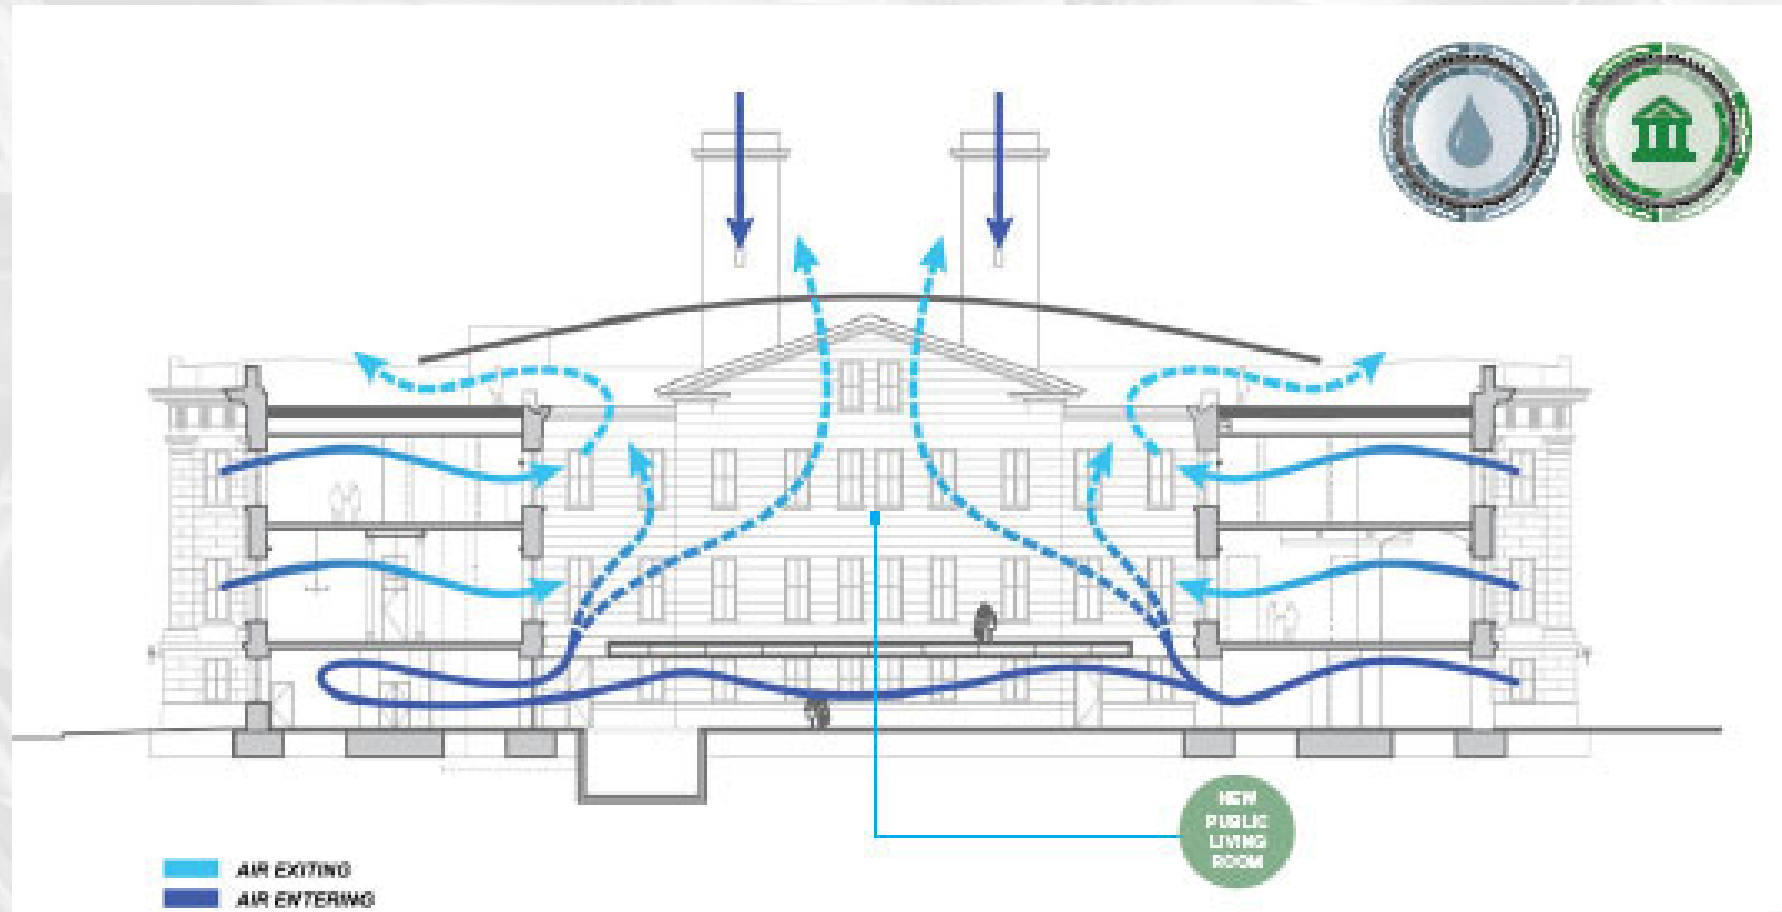 NEW
PUBLIC
LIVING
ROOM
AIR EXITING
AIR ENTERING